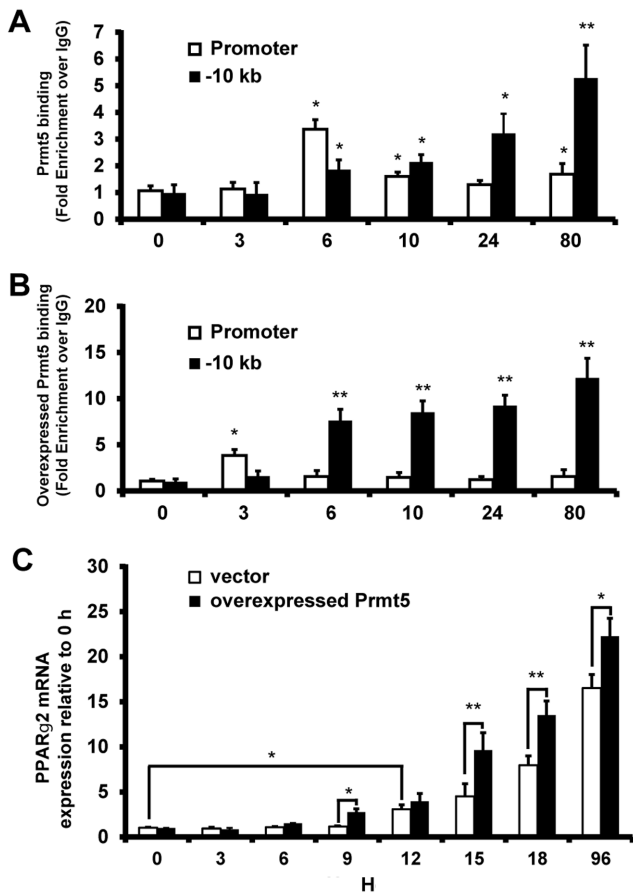 A
Prmt5 binding
(Fold Enrichment over IgG)
7
6
5
4
3
2
1
0
Promoter
-10 kb
* * * * * * **
0 3 6 10 24 80
B
Overexpressed Prmt5 binding
(Fold Enrichment over IgG)
20
15
10
5
0
Promoter
-10 kb
* ** ** ** **
0 3 6 10 24 80
C
PPARg2 mRNA
expression relative to 0 h
30
25
20
15
10
5
0
vector
overexpressed Prmt5
* * ** ** *
0 3 6 9 12 15 18 96
H